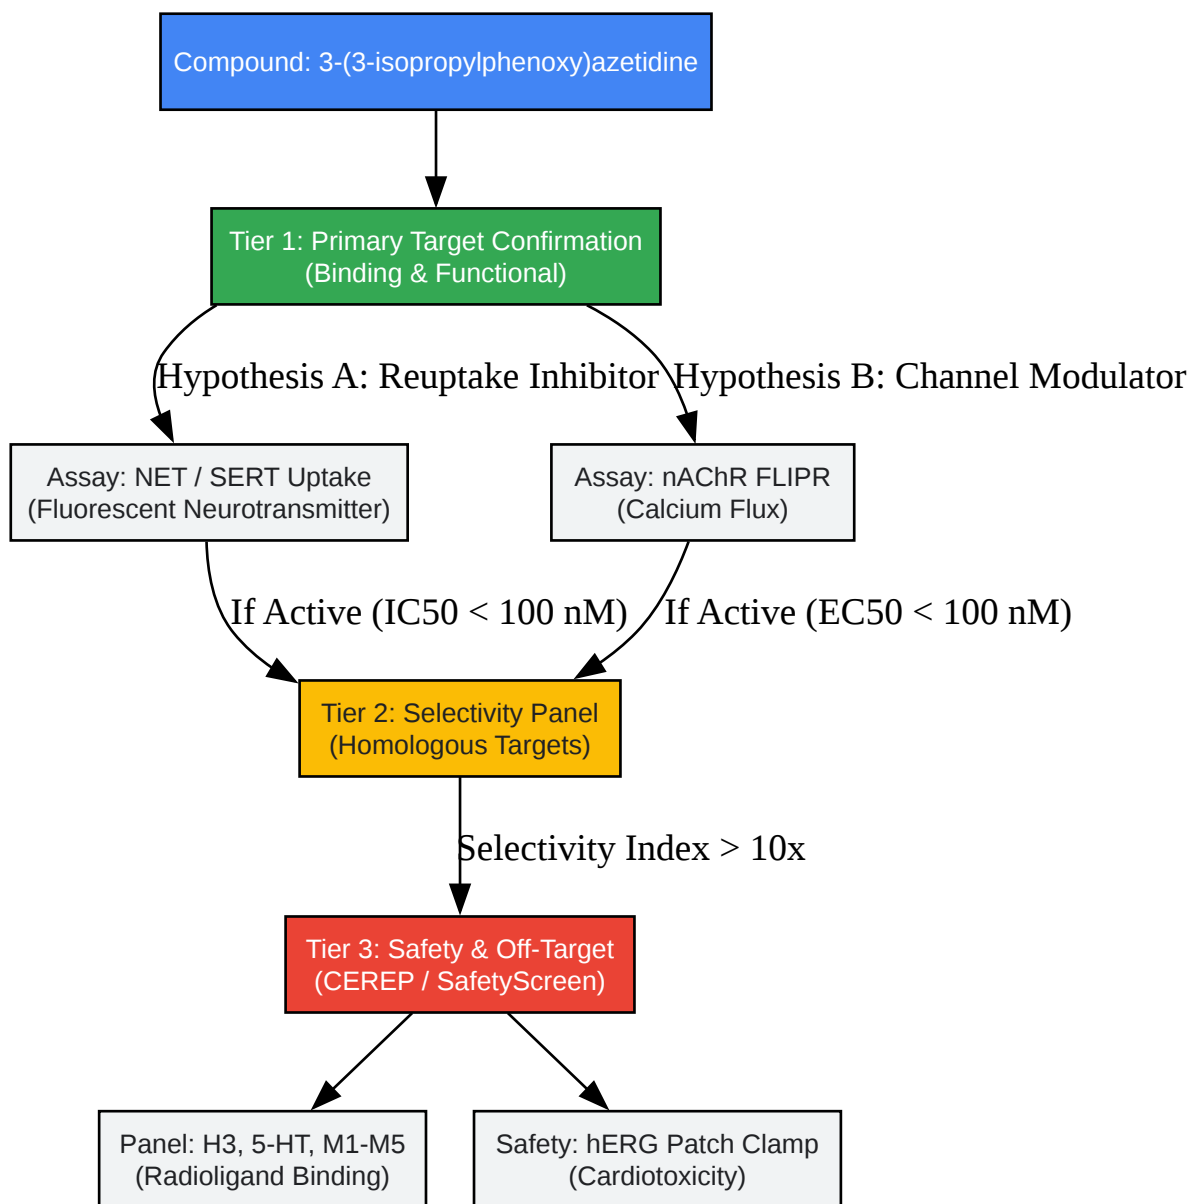 Compound: 3-(3-isopropylphenoxy)azetidine
Tier 1: Primary Target Confirmation
(Binding & Functional)
Hypothesis A: Reuptake Inhibitor
Hypothesis B: Channel Modulator
Assay: NET / SERT Uptake
(Fluorescent Neurotransmitter)
Assay: nAChR FLIPR
(Calcium Flux)
If Active (IC50 < 100 nM)
If Active (EC50 < 100 nM)
Tier 2: Selectivity Panel
(Homologous Targets)
Selectivity Index > 10x
Tier 3: Safety & Off-Target
(CEREP / SafetyScreen)
Panel: H3, 5-HT, M1-M5
(Radioligand Binding)
Safety: hERG Patch Clamp
(Cardiotoxicity)